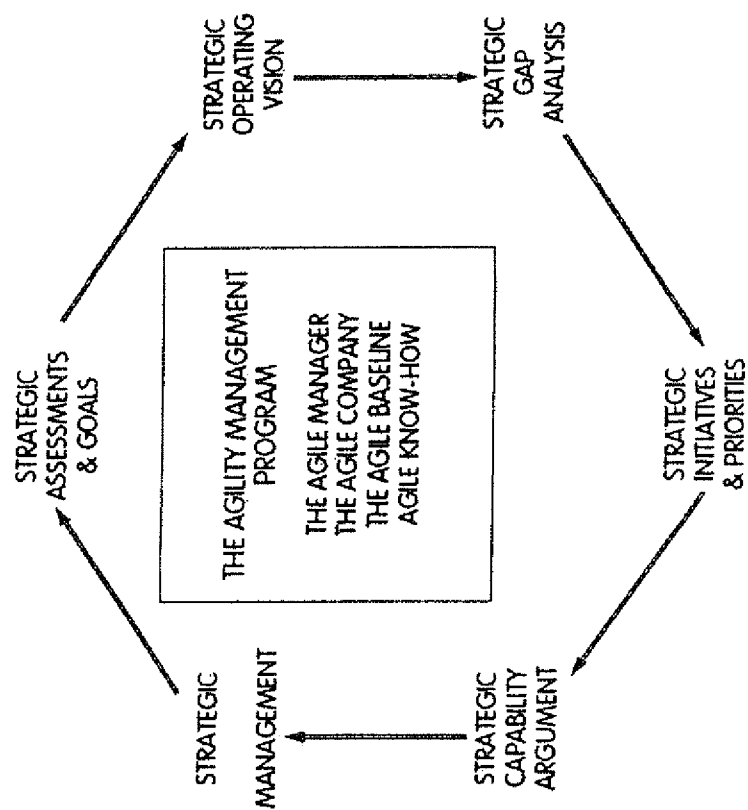 STRATEGIC
ASSESSMENTS
& GOALS
STRATEGIC
OPERATING
VISION
STRATEGIC
GAP
ANALYSIS
STRATEGIC
INITIATIVES
& PRIORITIES
STRATEGIC
CAPABILITY
ARGUMENT
STRATEGIC
MANAGEMENT
THE AGILITY MANAGEMENT
PROGRAM
THE AGILE MANAGER
THE AGILE COMPANY
THE AGILE BASELINE
AGILE KNOW-HOW